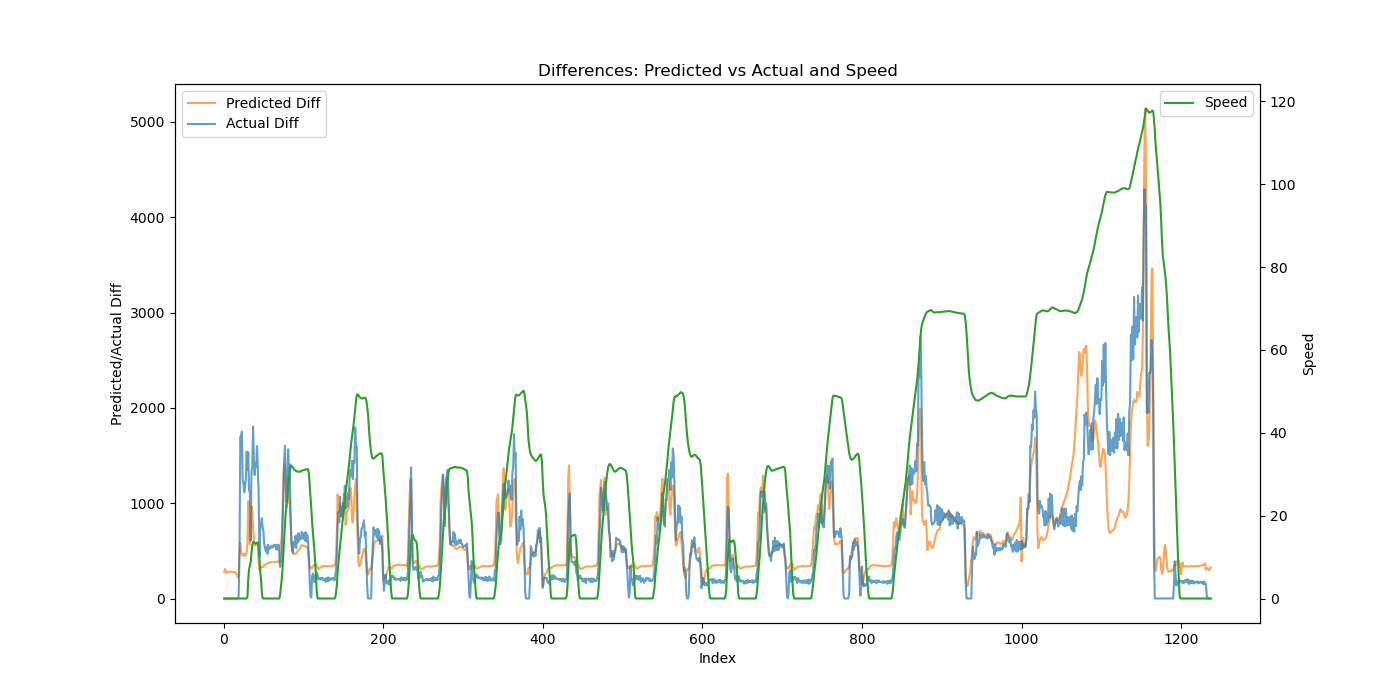 Differences: Predicted vs Actual and Speed
Predicted Diff
Actual Diff
Speed
5000
4000
3000
2000
1000
0
Predicted/Actual Diff
120
100
80
60
40
20
0
Speed
0 200 400 600 800 1000 1200
Index